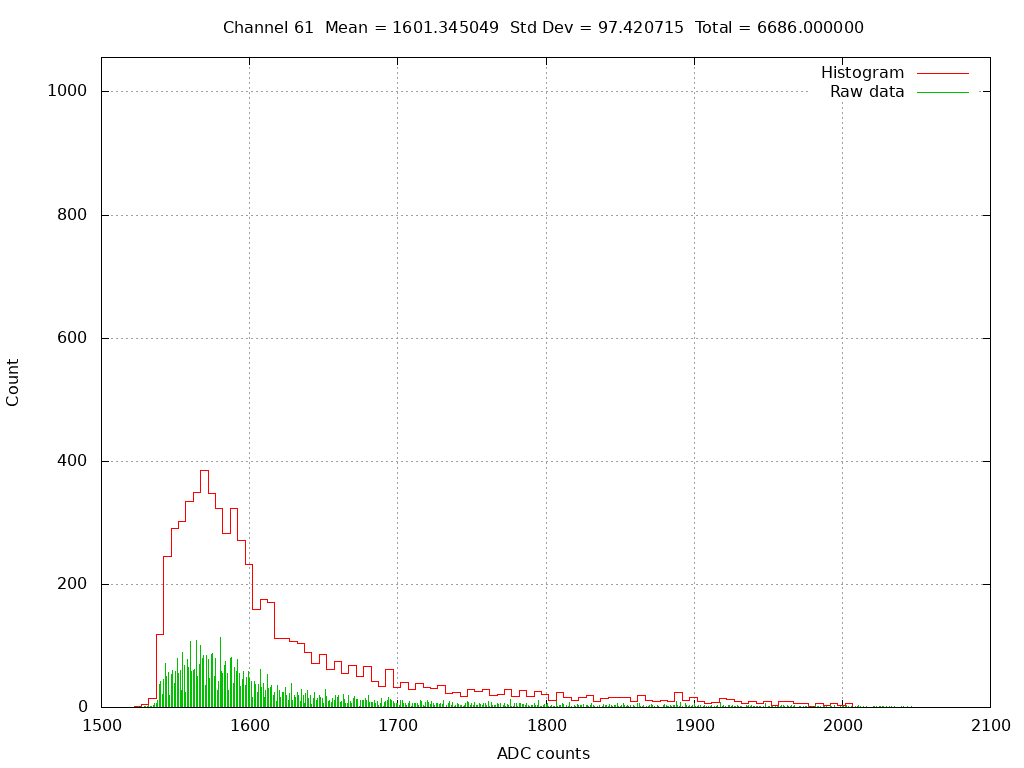 Channel 61  Mean = 1601.345049  Std Dev = 97.420715  Total = 6686.000000
Histogram
Raw data
1000
800
600
400
200
0
Count
1500 1600 1700 1800 1900 2000 2100
ADC counts